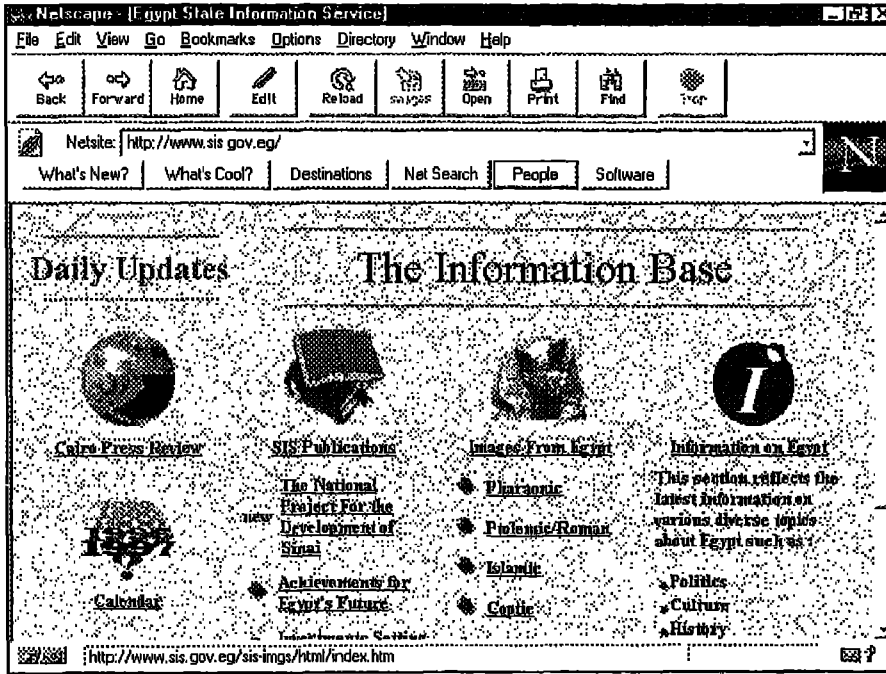 Netscape - [Egypt State Information Service]
File Edit View Go Bookmarks Options Directory Window Help
Back Forward Home Edit Reload Images Open Print Find Stop
Netsite: http://www.sis.gov.eg/
What's New? What's Cool? Destinations Net Search People Software
Daily Updates
The Information Base
Cairo Press Review
Calendar
SIS Publications
new
The National
Project For the
Development of
Sinai
Achievements for
Egypt's Future
Images From Egypt
Pharaonic
Ptolemic/Roman
Islamic
Coptic
I
Information on Egypt
This section reflects the
latest information on
various diverse topics
about Egypt such as :
Politics
Culture
History
http://www.sis.gov.eg/sis-imgs/html/index.htm
N